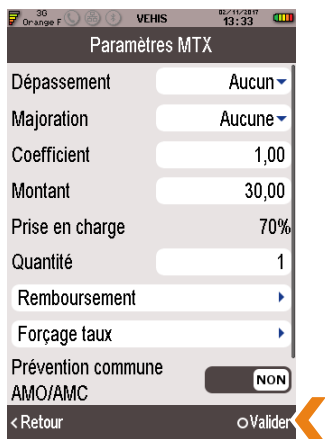 3G
Orange F VEHIS 02/11/2017
13:33
Paramètres MTX
Dépassement Aucun
Majoration Aucune
Coefficient 1,00
Montant 30,00
Prise en charge 70%
Quantité 1
Remboursement
Forçage taux
Prévention commune
AMO/AMC NON
< Retour Valider